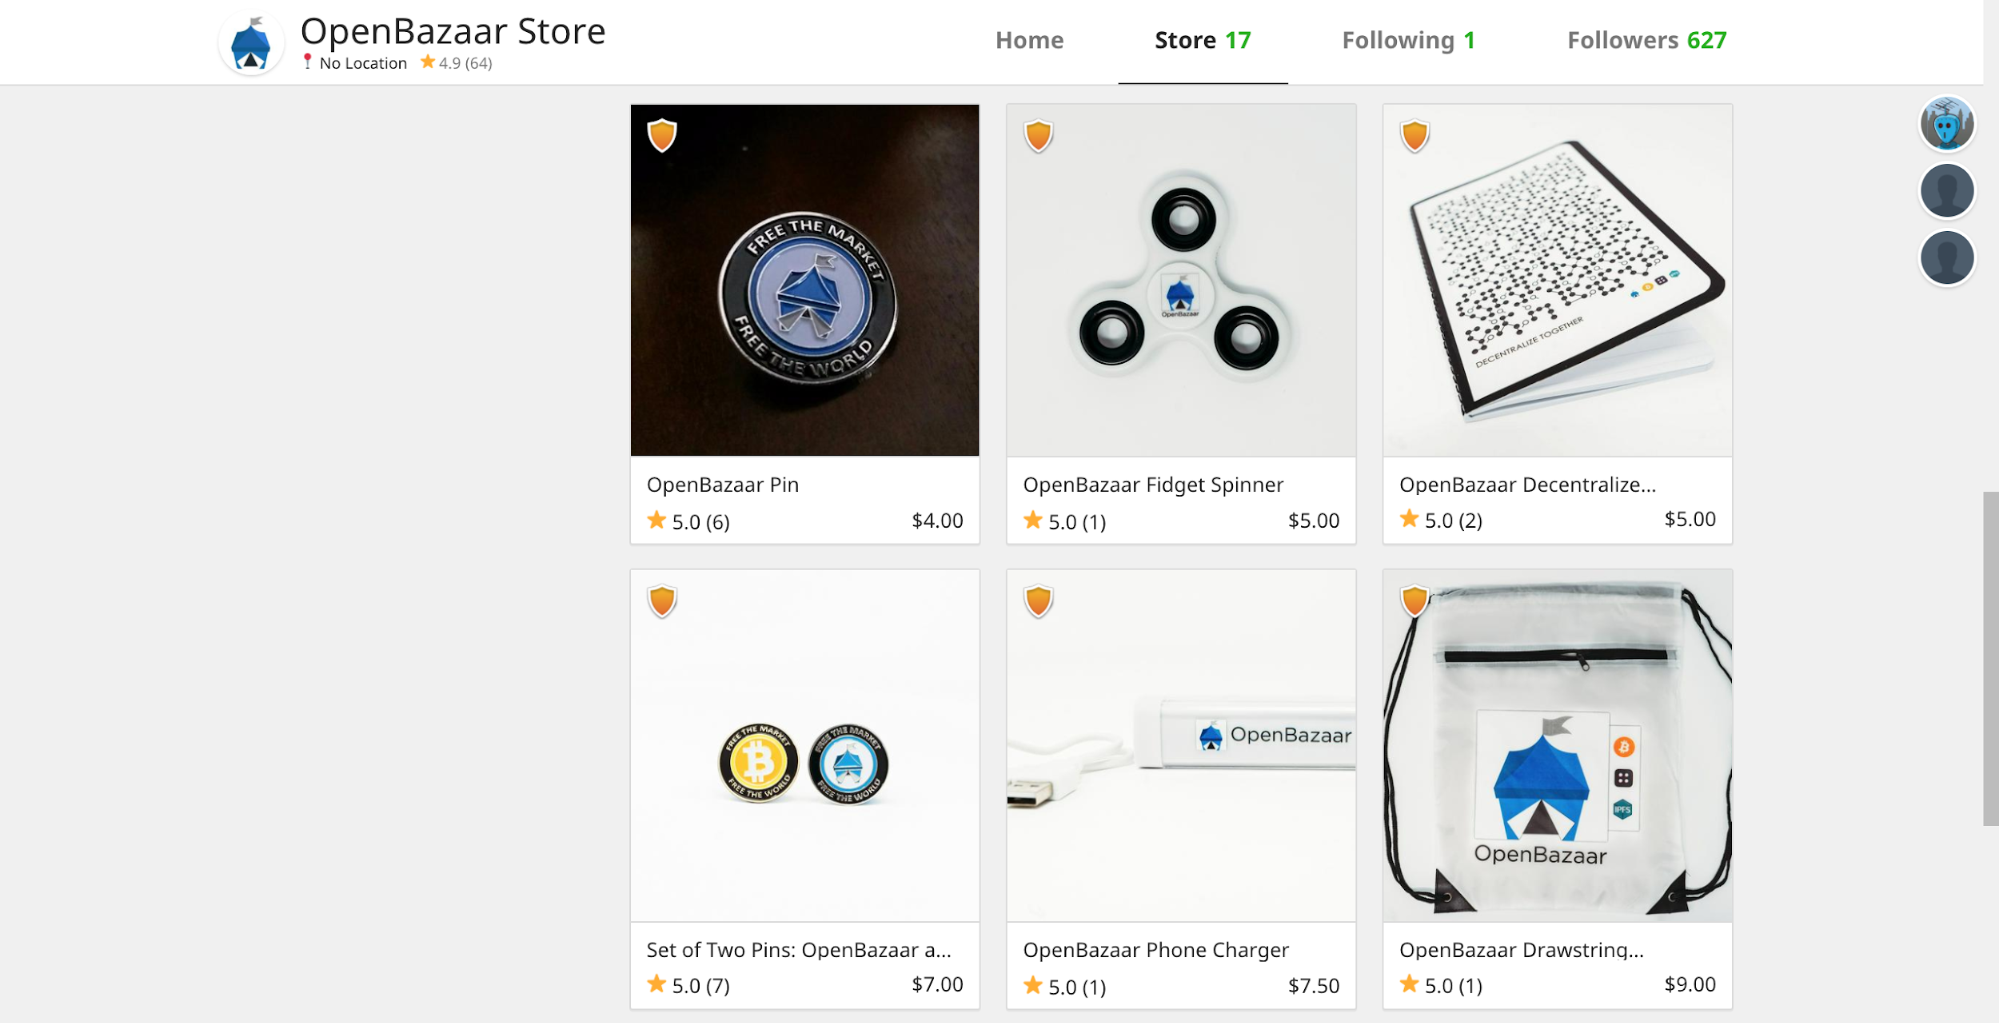 OpenBazaar Store
No Location 4.9 (64)
Home Store 17 Following 1 Followers 627
FREE THE MARKET
FREE THE WORLD
OpenBazaar
DECENTRALIZE TOGETHER
OpenBazaar Pin
5.0 (6) $4.00
OpenBazaar Fidget Spinner
5.0 (1) $5.00
OpenBazaar Decentralize...
5.0 (2) $5.00
FREE THE MARKET
FREE THE WORLD
FREE THE MARKET
FREE THE WORLD
OpenBazaar
IPFS
OpenBazaar
Set of Two Pins: OpenBazaar a...
5.0 (7) $7.00
OpenBazaar Phone Charger
5.0 (1) $7.50
OpenBazaar Drawstring...
5.0 (1) $9.00